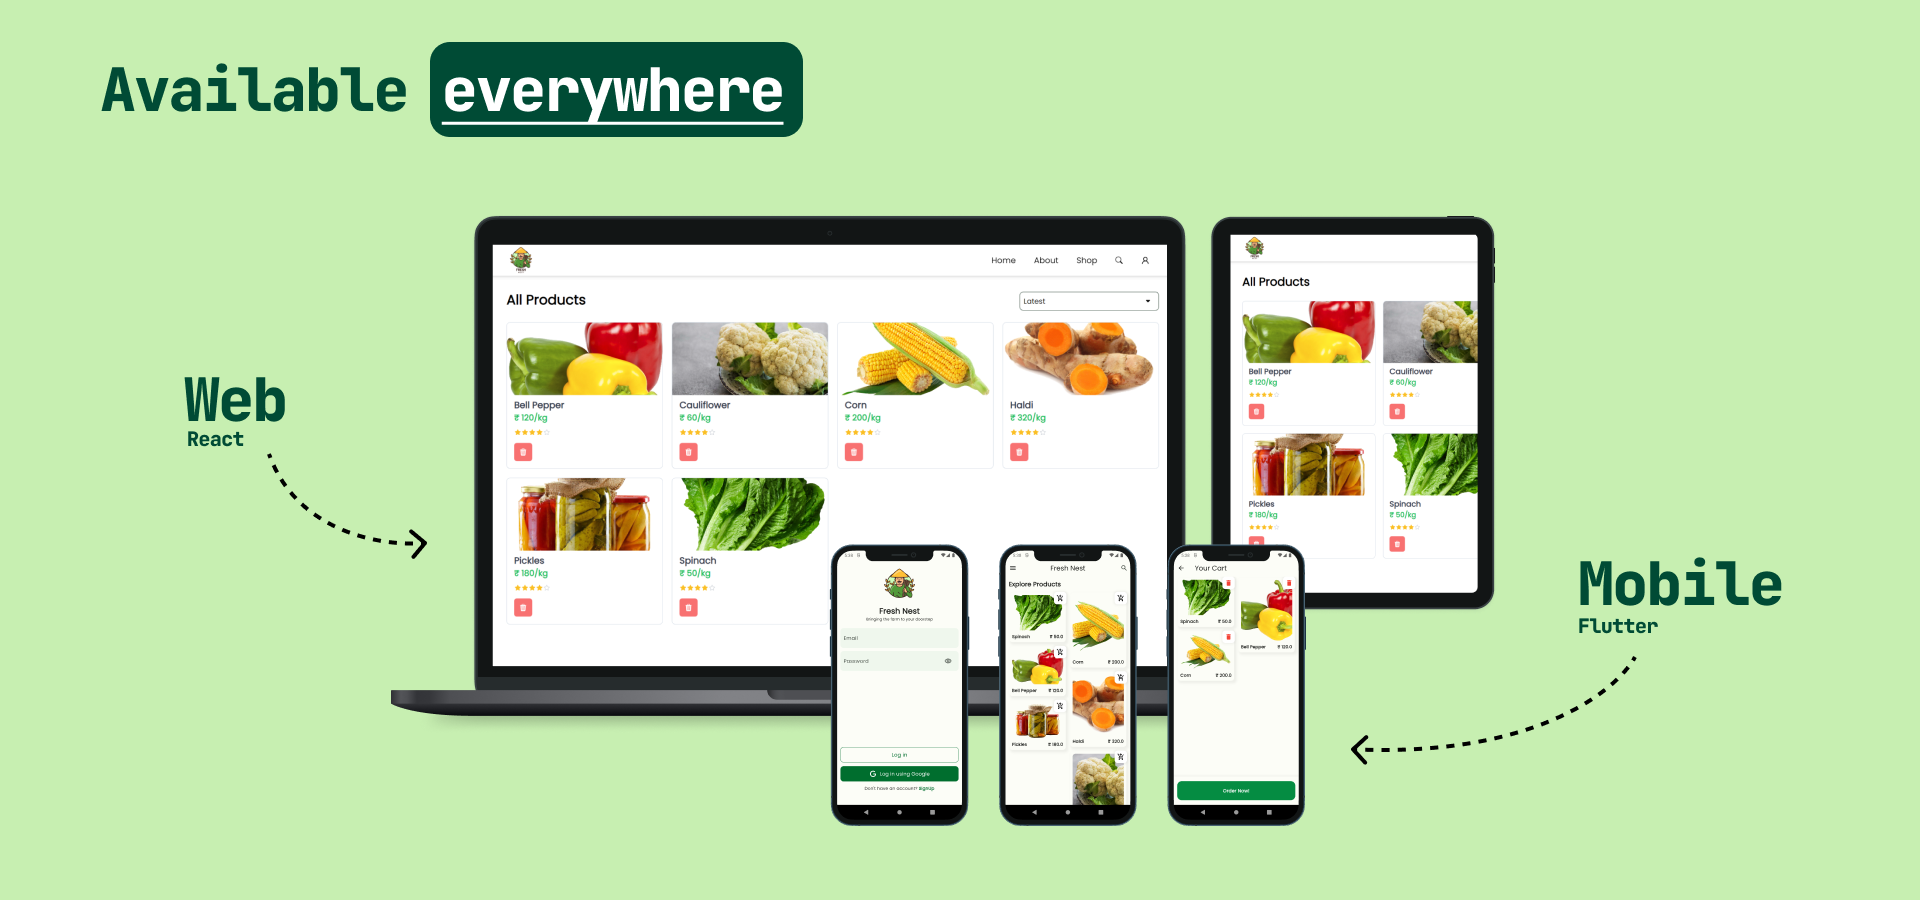 Available everywhere
Web
React
Mobile
Flutter
Home About Shop
All Products
Latest
Bell Pepper
₹ 120/kg
Cauliflower
₹ 60/kg
Corn
₹ 200/kg
Haldi
₹ 320/kg
Pickles
₹ 180/kg
Spinach
₹ 50/kg
All Products
Bell Pepper
₹ 120/kg
Cauliflower
₹ 60/kg
Pickles
₹ 180/kg
Spinach
₹ 50/kg
Fresh Nest
Bringing the farm to your doorstep
Email
Password
Log in
Log in using Google
Don't have an account? SignUp
Fresh Nest
Explore Products
Spinach ₹ 50.0
Corn ₹ 200.0
Bell Pepper ₹ 120.0
Haldi ₹ 320.0
Pickles ₹ 180.0
Your Cart
Spinach ₹ 50.0
Bell Pepper ₹ 120.0
Corn ₹ 200.0
Order Now!